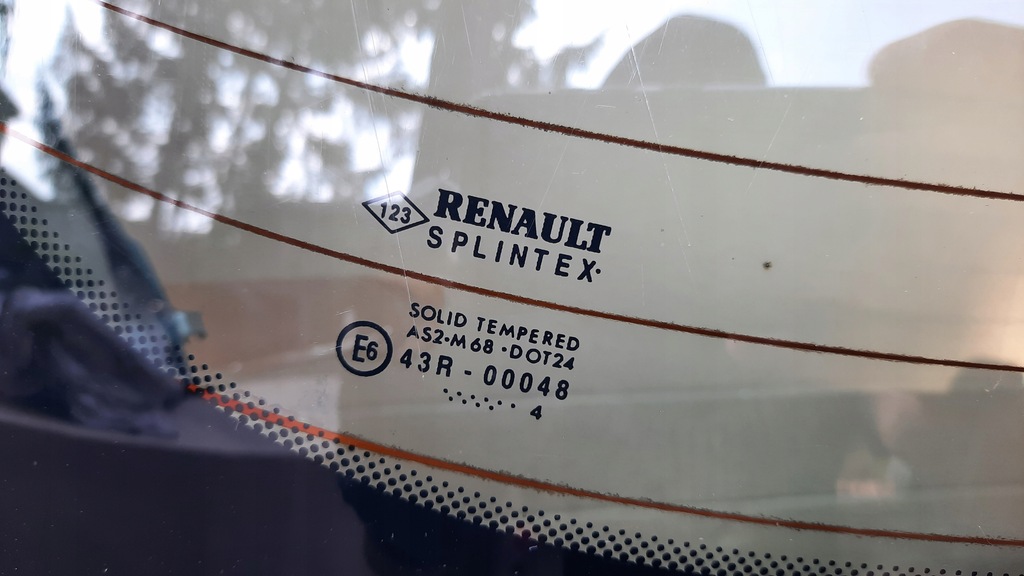 123 RENAULT
SPLINTEX
SOLID TEMPERED
AS2·M68·DOT24
E6 43R-00048
........ 4